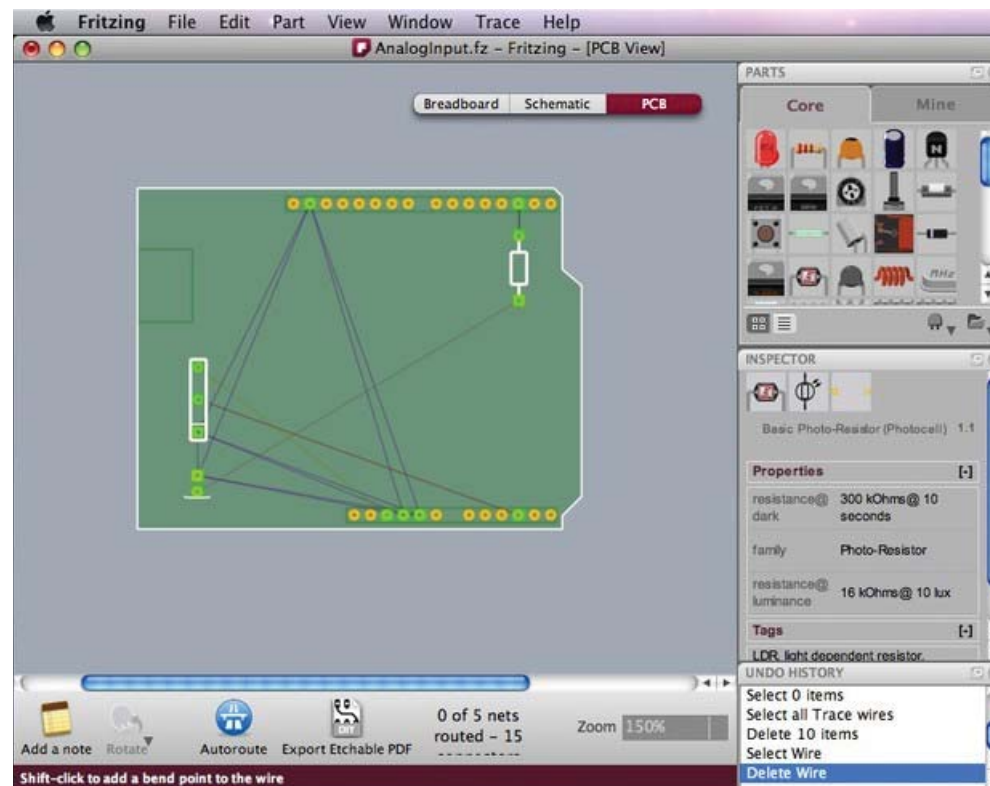 Fritzing File Edit Part View Window Trace Help
AnalogInput.fz – Fritzing – [PCB View]
PARTS
Breadboard Schematic PCB
Core Mine
N
MHz
INSPECTOR
Basic Photo-Resistor (Photocell) 1.1
Properties [-]
resistance@ dark 300 kOhms@ 10 seconds
family Photo-Resistor
resistance@ luminance 16 kOhms@ 10 lux
Tags [-]
LDR, light dependent resistor,
UNDO HISTORY
Select 0 items
Select all Trace wires
Delete 10 items
Select Wire
Delete Wire
Add a note Rotate Autoroute DIY Export Etchable PDF
0 of 5 nets
routed – 15
Zoom 150%
Shift-click to add a bend point to the wire